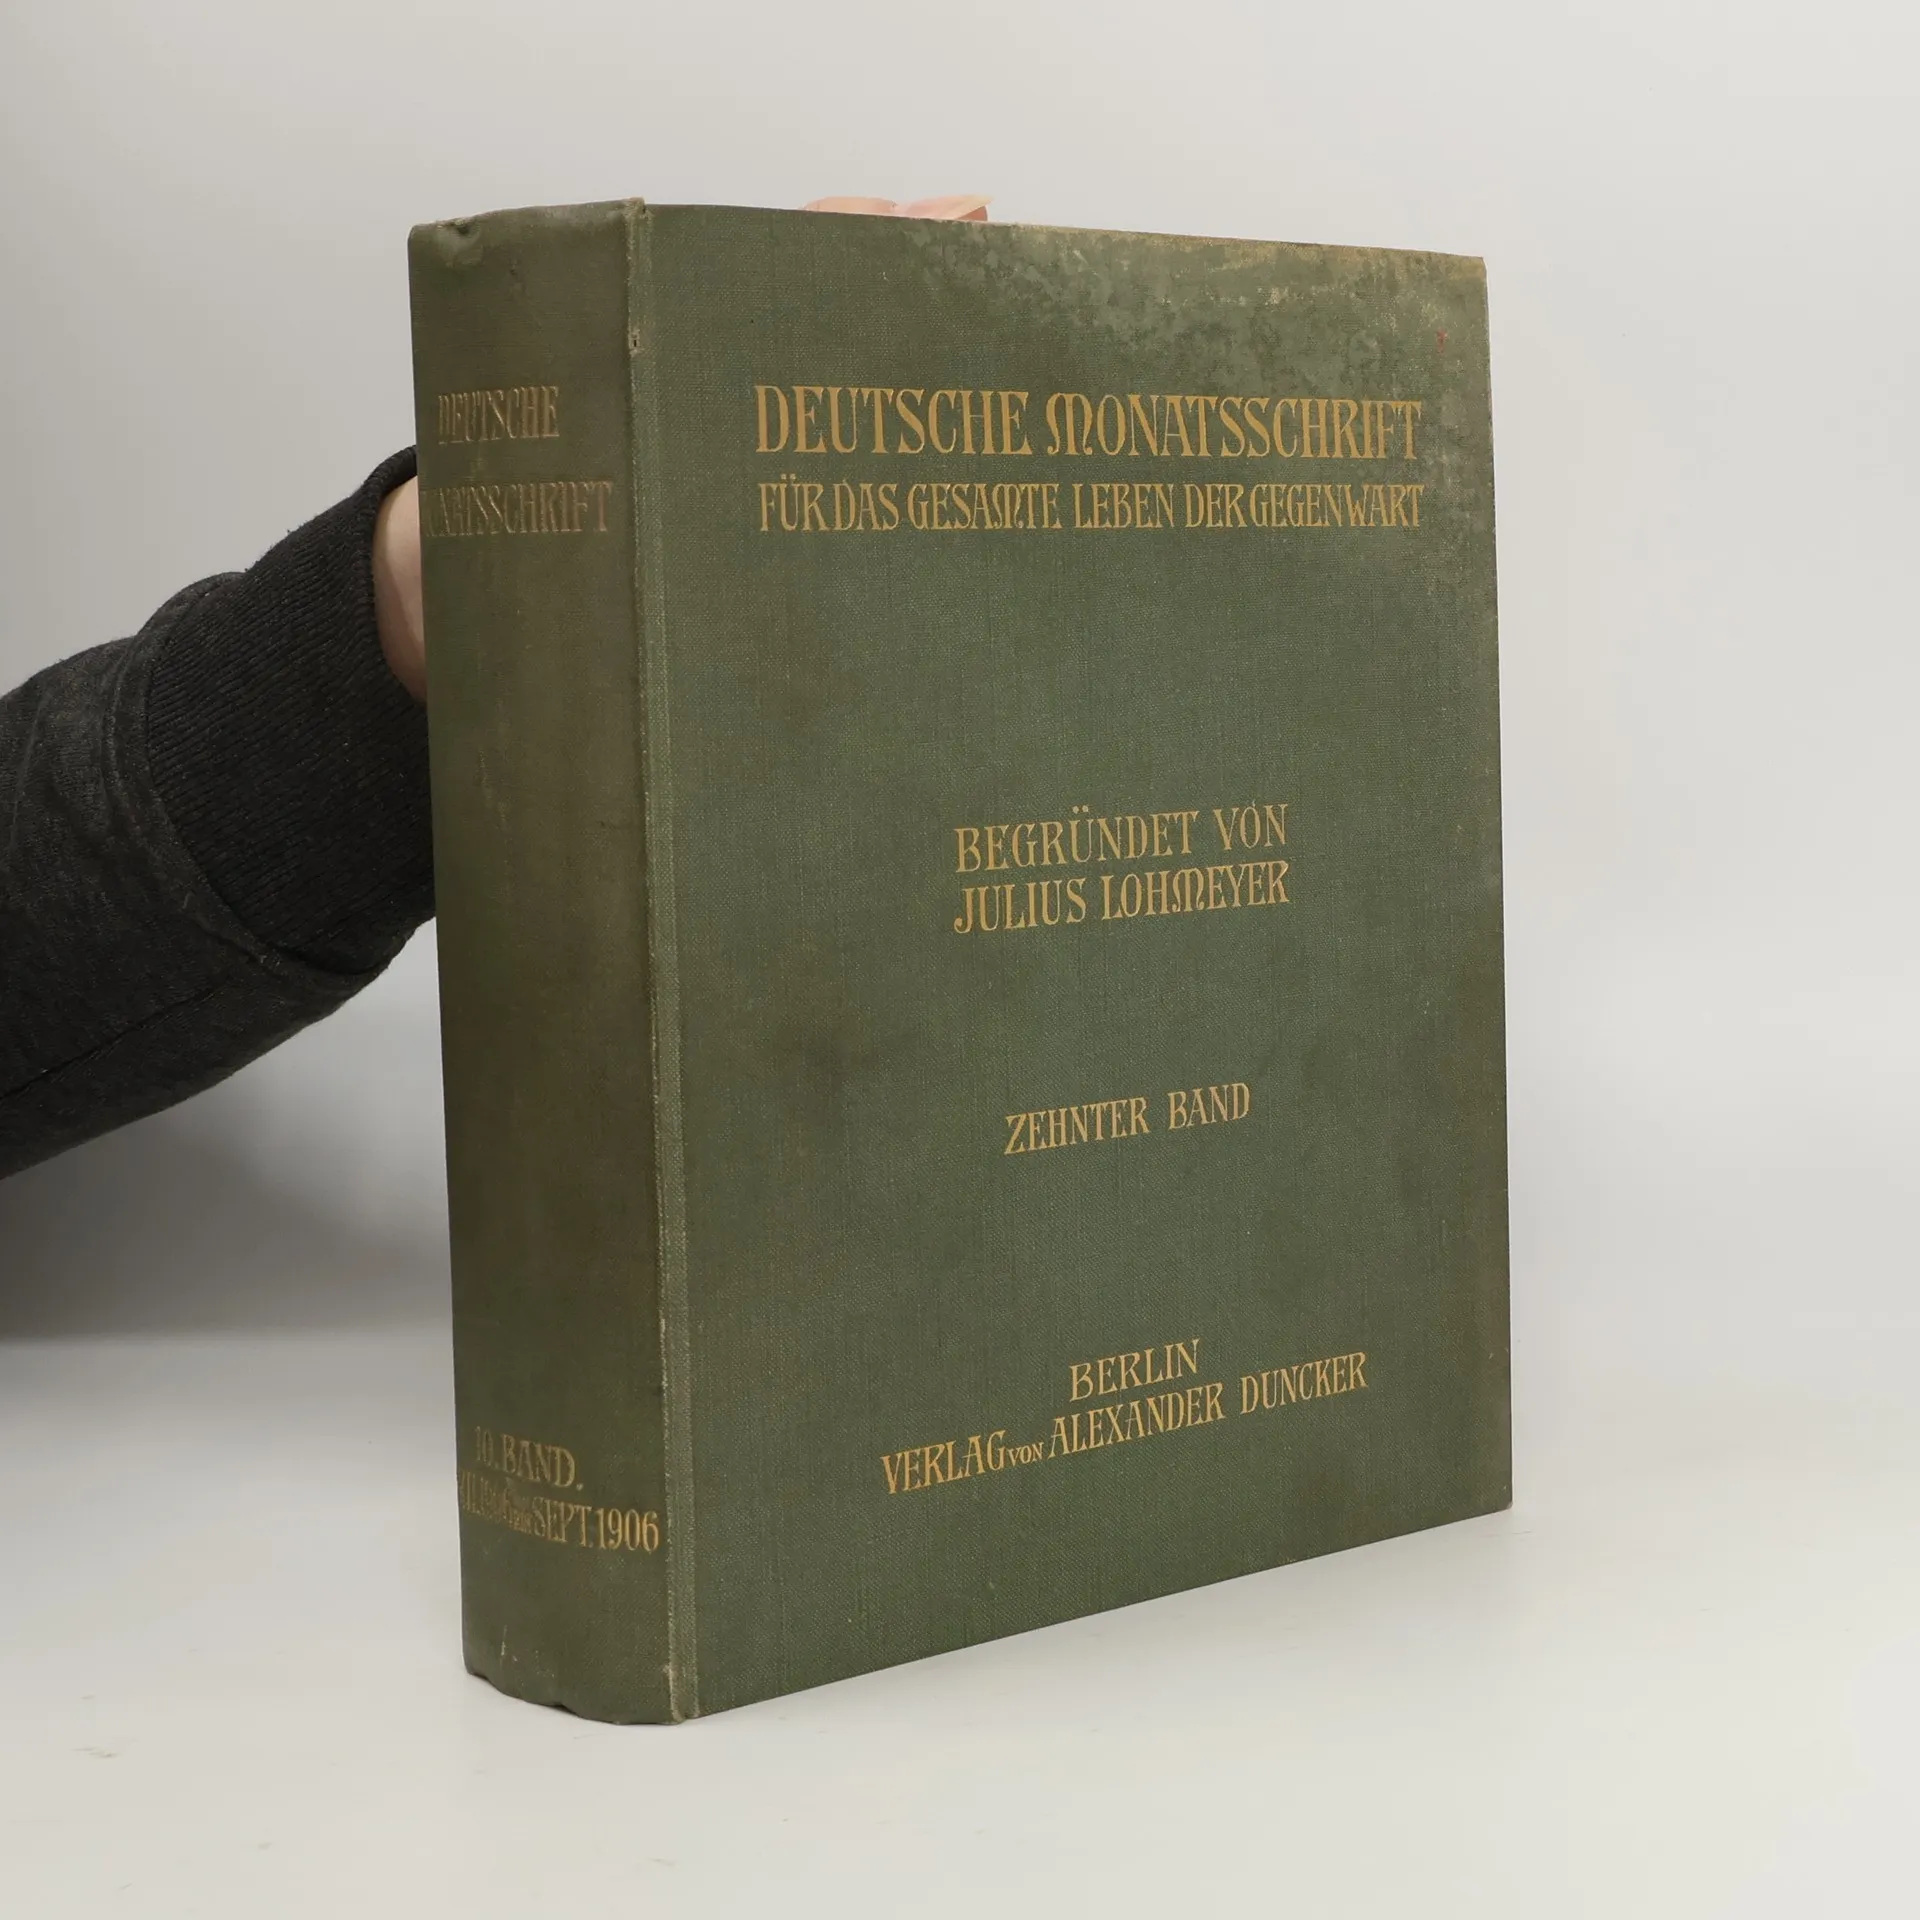 DEUTSCHE
DEUTSCHE MONATSSCHRIFT
FÜR DAS GESAMTE LEBEN DER GEGENWART
BEGRÜNDET VON
JULIUS LOHMEYER
ZEHNTER BAND
BERLIN
VERLAG VON ALEXANDER DUNCKER
10. BAND.
SEPT. 1906